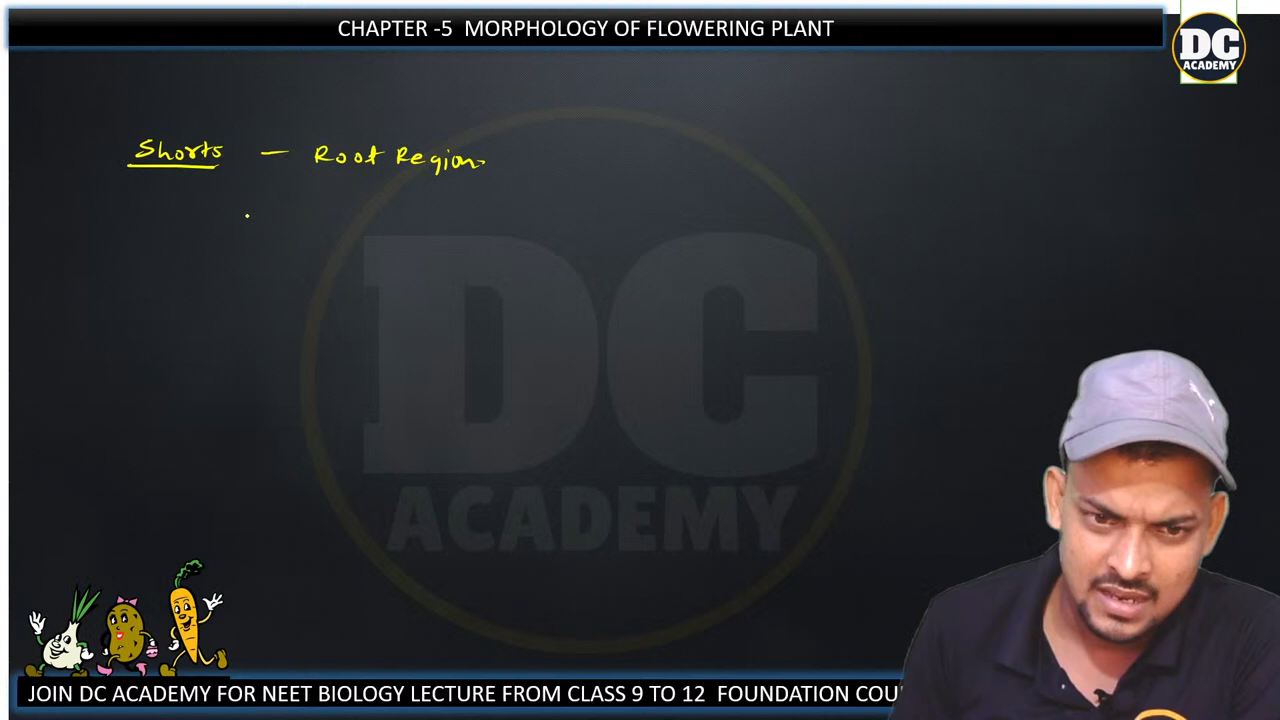 CHAPTER -5 MORPHOLOGY OF FLOWERING PLANT
DC
ACADEMY
Shorts — Root Region
DC
ACADEMY
JOIN DC ACADEMY FOR NEET BIOLOGY LECTURE FROM CLASS 9 TO 12 FOUNDATION COU